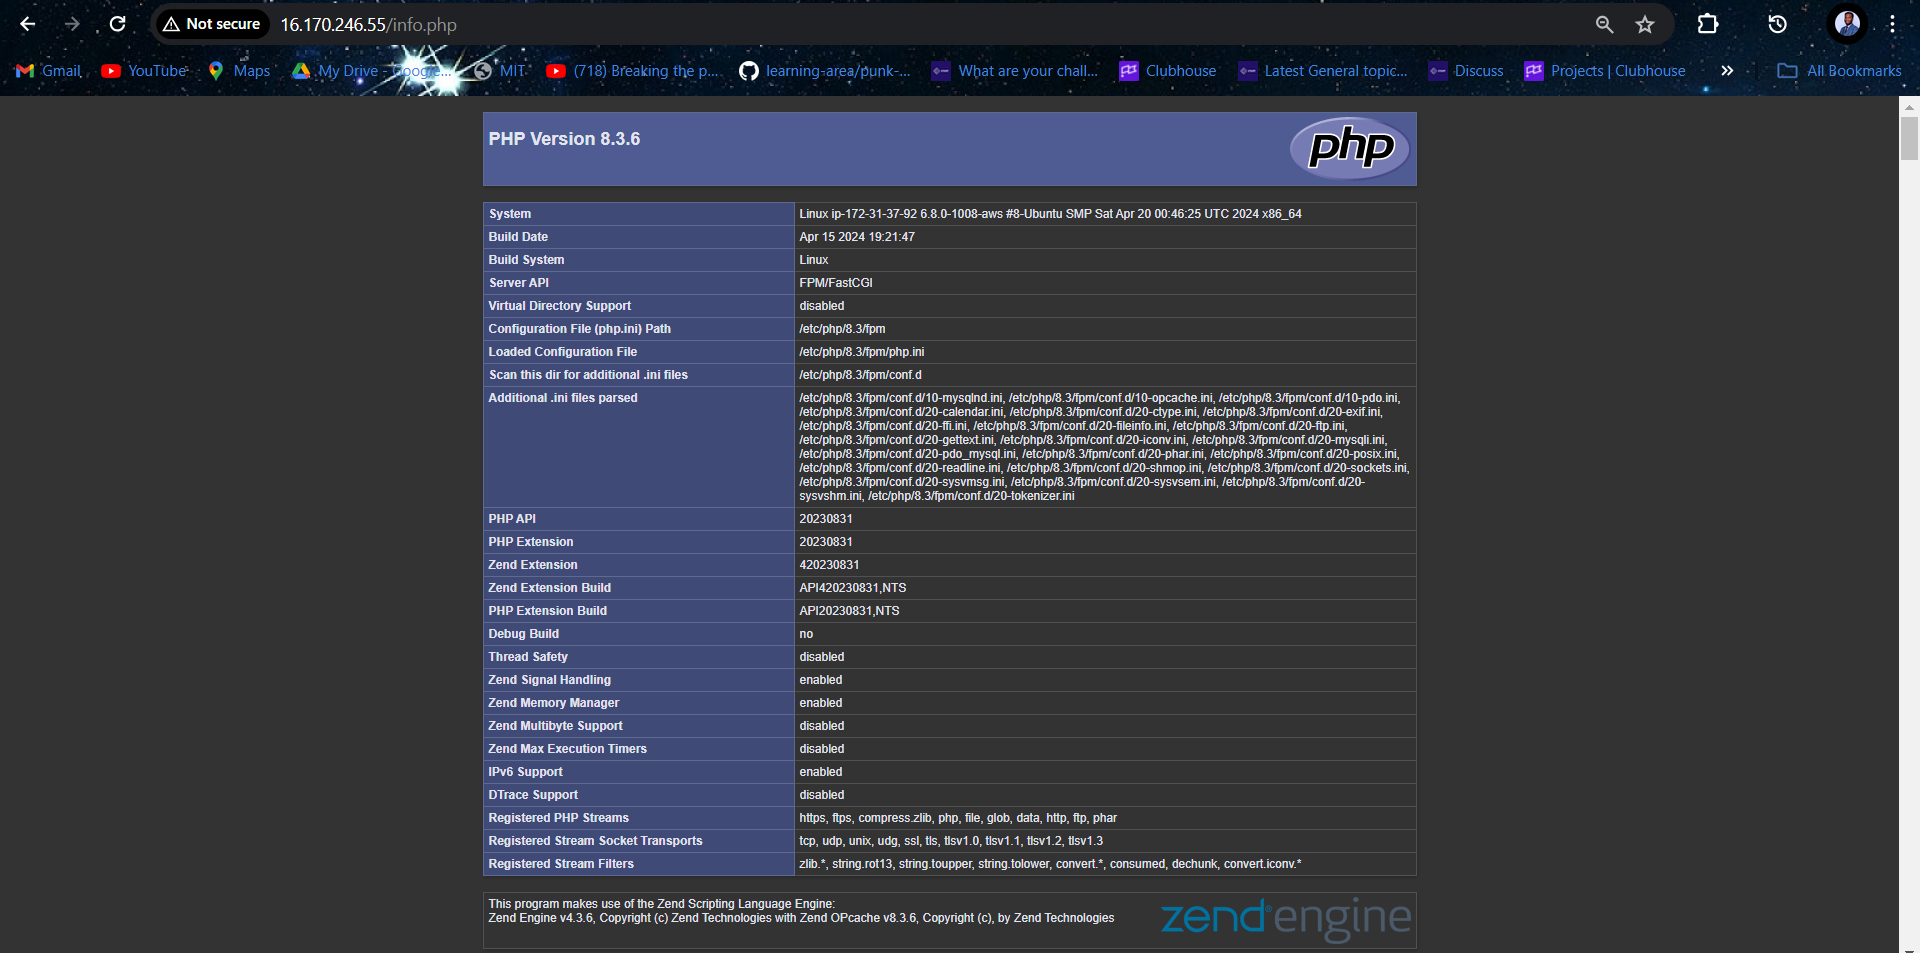 Not secure 16.170.246.55/info.php
Gmail YouTube Maps My Drive - Google... MIT (718) Breaking the p... learning-area/punk-... What are your chall... Clubhouse Latest General topic... Discuss Projects | Clubhouse All Bookmarks
PHP Version 8.3.6 php
System Linux ip-172-31-37-92 6.8.0-1008-aws #8-Ubuntu SMP Sat Apr 20 00:46:25 UTC 2024 x86_64
Build Date Apr 15 2024 19:21:47
Build System Linux
Server API FPM/FastCGI
Virtual Directory Support disabled
Configuration File (php.ini) Path /etc/php/8.3/fpm
Loaded Configuration File /etc/php/8.3/fpm/php.ini
Scan this dir for additional .ini files /etc/php/8.3/fpm/conf.d
Additional .ini files parsed /etc/php/8.3/fpm/conf.d/10-mysqlnd.ini, /etc/php/8.3/fpm/conf.d/10-opcache.ini, /etc/php/8.3/fpm/conf.d/10-pdo.ini,
/etc/php/8.3/fpm/conf.d/20-calendar.ini, /etc/php/8.3/fpm/conf.d/20-ctype.ini, /etc/php/8.3/fpm/conf.d/20-exif.ini,
/etc/php/8.3/fpm/conf.d/20-ffi.ini, /etc/php/8.3/fpm/conf.d/20-fileinfo.ini, /etc/php/8.3/fpm/conf.d/20-ftp.ini,
/etc/php/8.3/fpm/conf.d/20-gettext.ini, /etc/php/8.3/fpm/conf.d/20-iconv.ini, /etc/php/8.3/fpm/conf.d/20-mysqli.ini,
/etc/php/8.3/fpm/conf.d/20-pdo_mysql.ini, /etc/php/8.3/fpm/conf.d/20-phar.ini, /etc/php/8.3/fpm/conf.d/20-posix.ini,
/etc/php/8.3/fpm/conf.d/20-readline.ini, /etc/php/8.3/fpm/conf.d/20-shmop.ini, /etc/php/8.3/fpm/conf.d/20-sockets.ini,
/etc/php/8.3/fpm/conf.d/20-sysvmsg.ini, /etc/php/8.3/fpm/conf.d/20-sysvsem.ini, /etc/php/8.3/fpm/conf.d/20-
sysvshm.ini, /etc/php/8.3/fpm/conf.d/20-tokenizer.ini
PHP API 20230831
PHP Extension 20230831
Zend Extension 420230831
Zend Extension Build API420230831,NTS
PHP Extension Build API20230831,NTS
Debug Build no
Thread Safety disabled
Zend Signal Handling enabled
Zend Memory Manager enabled
Zend Multibyte Support disabled
Zend Max Execution Timers disabled
IPv6 Support enabled
DTrace Support disabled
Registered PHP Streams https, ftps, compress.zlib, php, file, glob, data, http, ftp, phar
Registered Stream Socket Transports tcp, udp, unix, udg, ssl, tls, tlsv1.0, tlsv1.1, tlsv1.2, tlsv1.3
Registered Stream Filters zlib.*, string.rot13, string.toupper, string.tolower, convert.*, consumed, dechunk, convert.iconv.*
This program makes use of the Zend Scripting Language Engine:
Zend Engine v4.3.6, Copyright (c) Zend Technologies with Zend OPcache v8.3.6, Copyright (c), by Zend Technologies
zend®engine